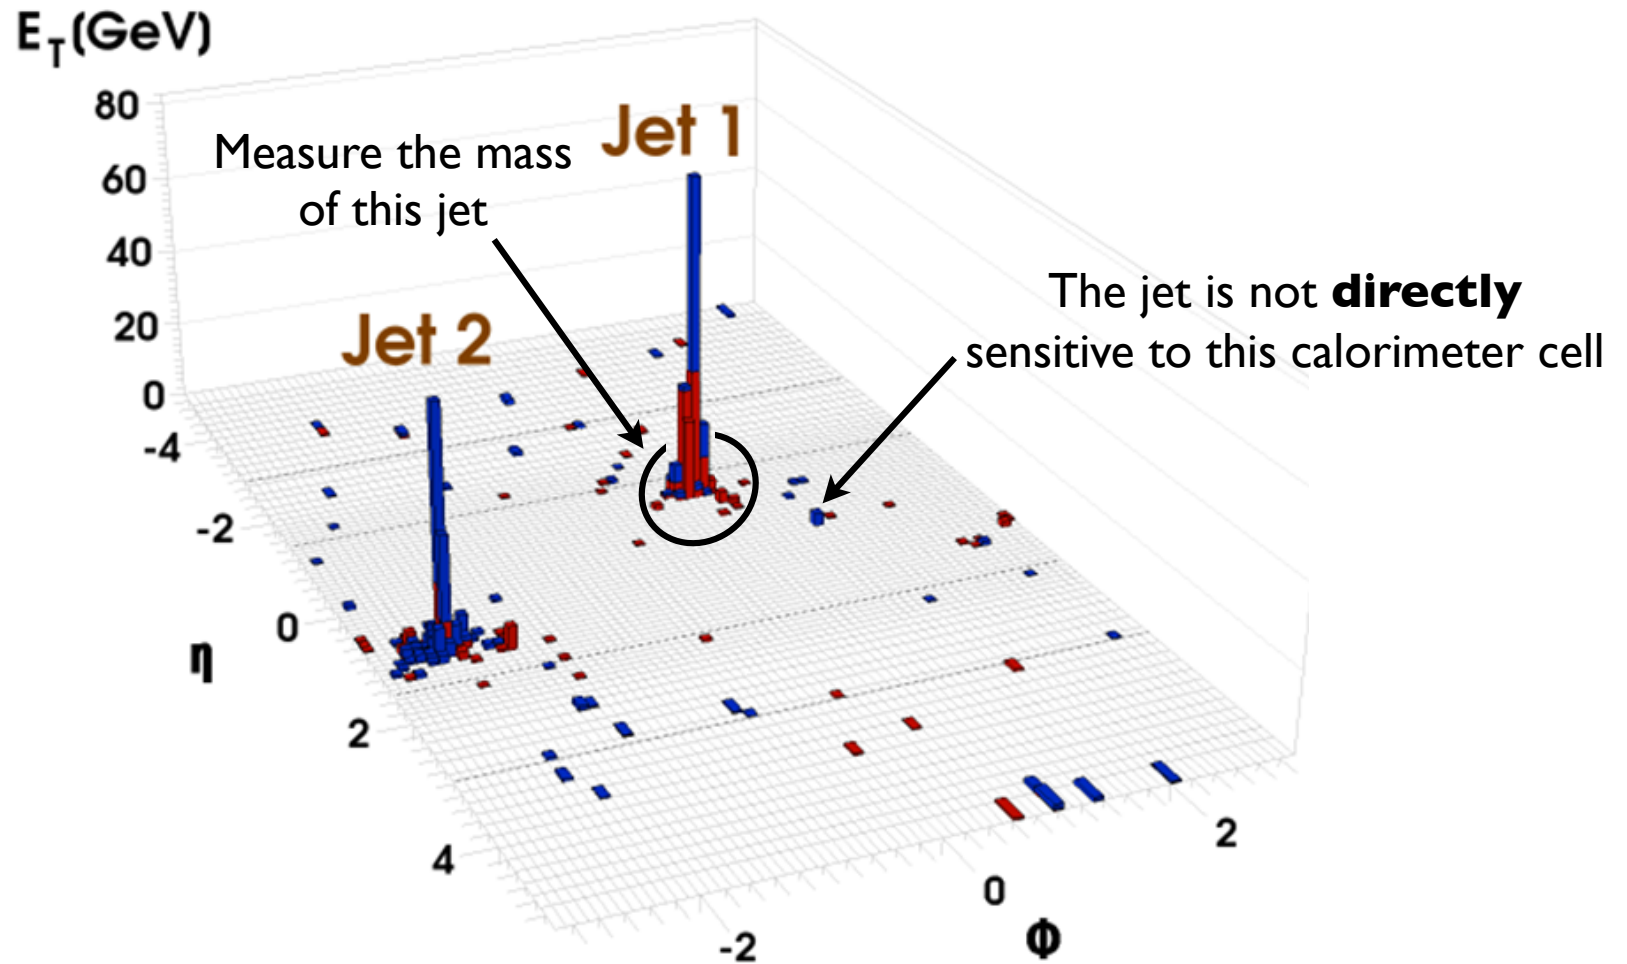 E_T(GeV)
80
60
40
20
0
-4
-2
0
η
2
4
-2
0
2
Φ
Jet 1
Jet 2
Measure the mass
of this jet
The jet is not directly
sensitive to this calorimeter cell